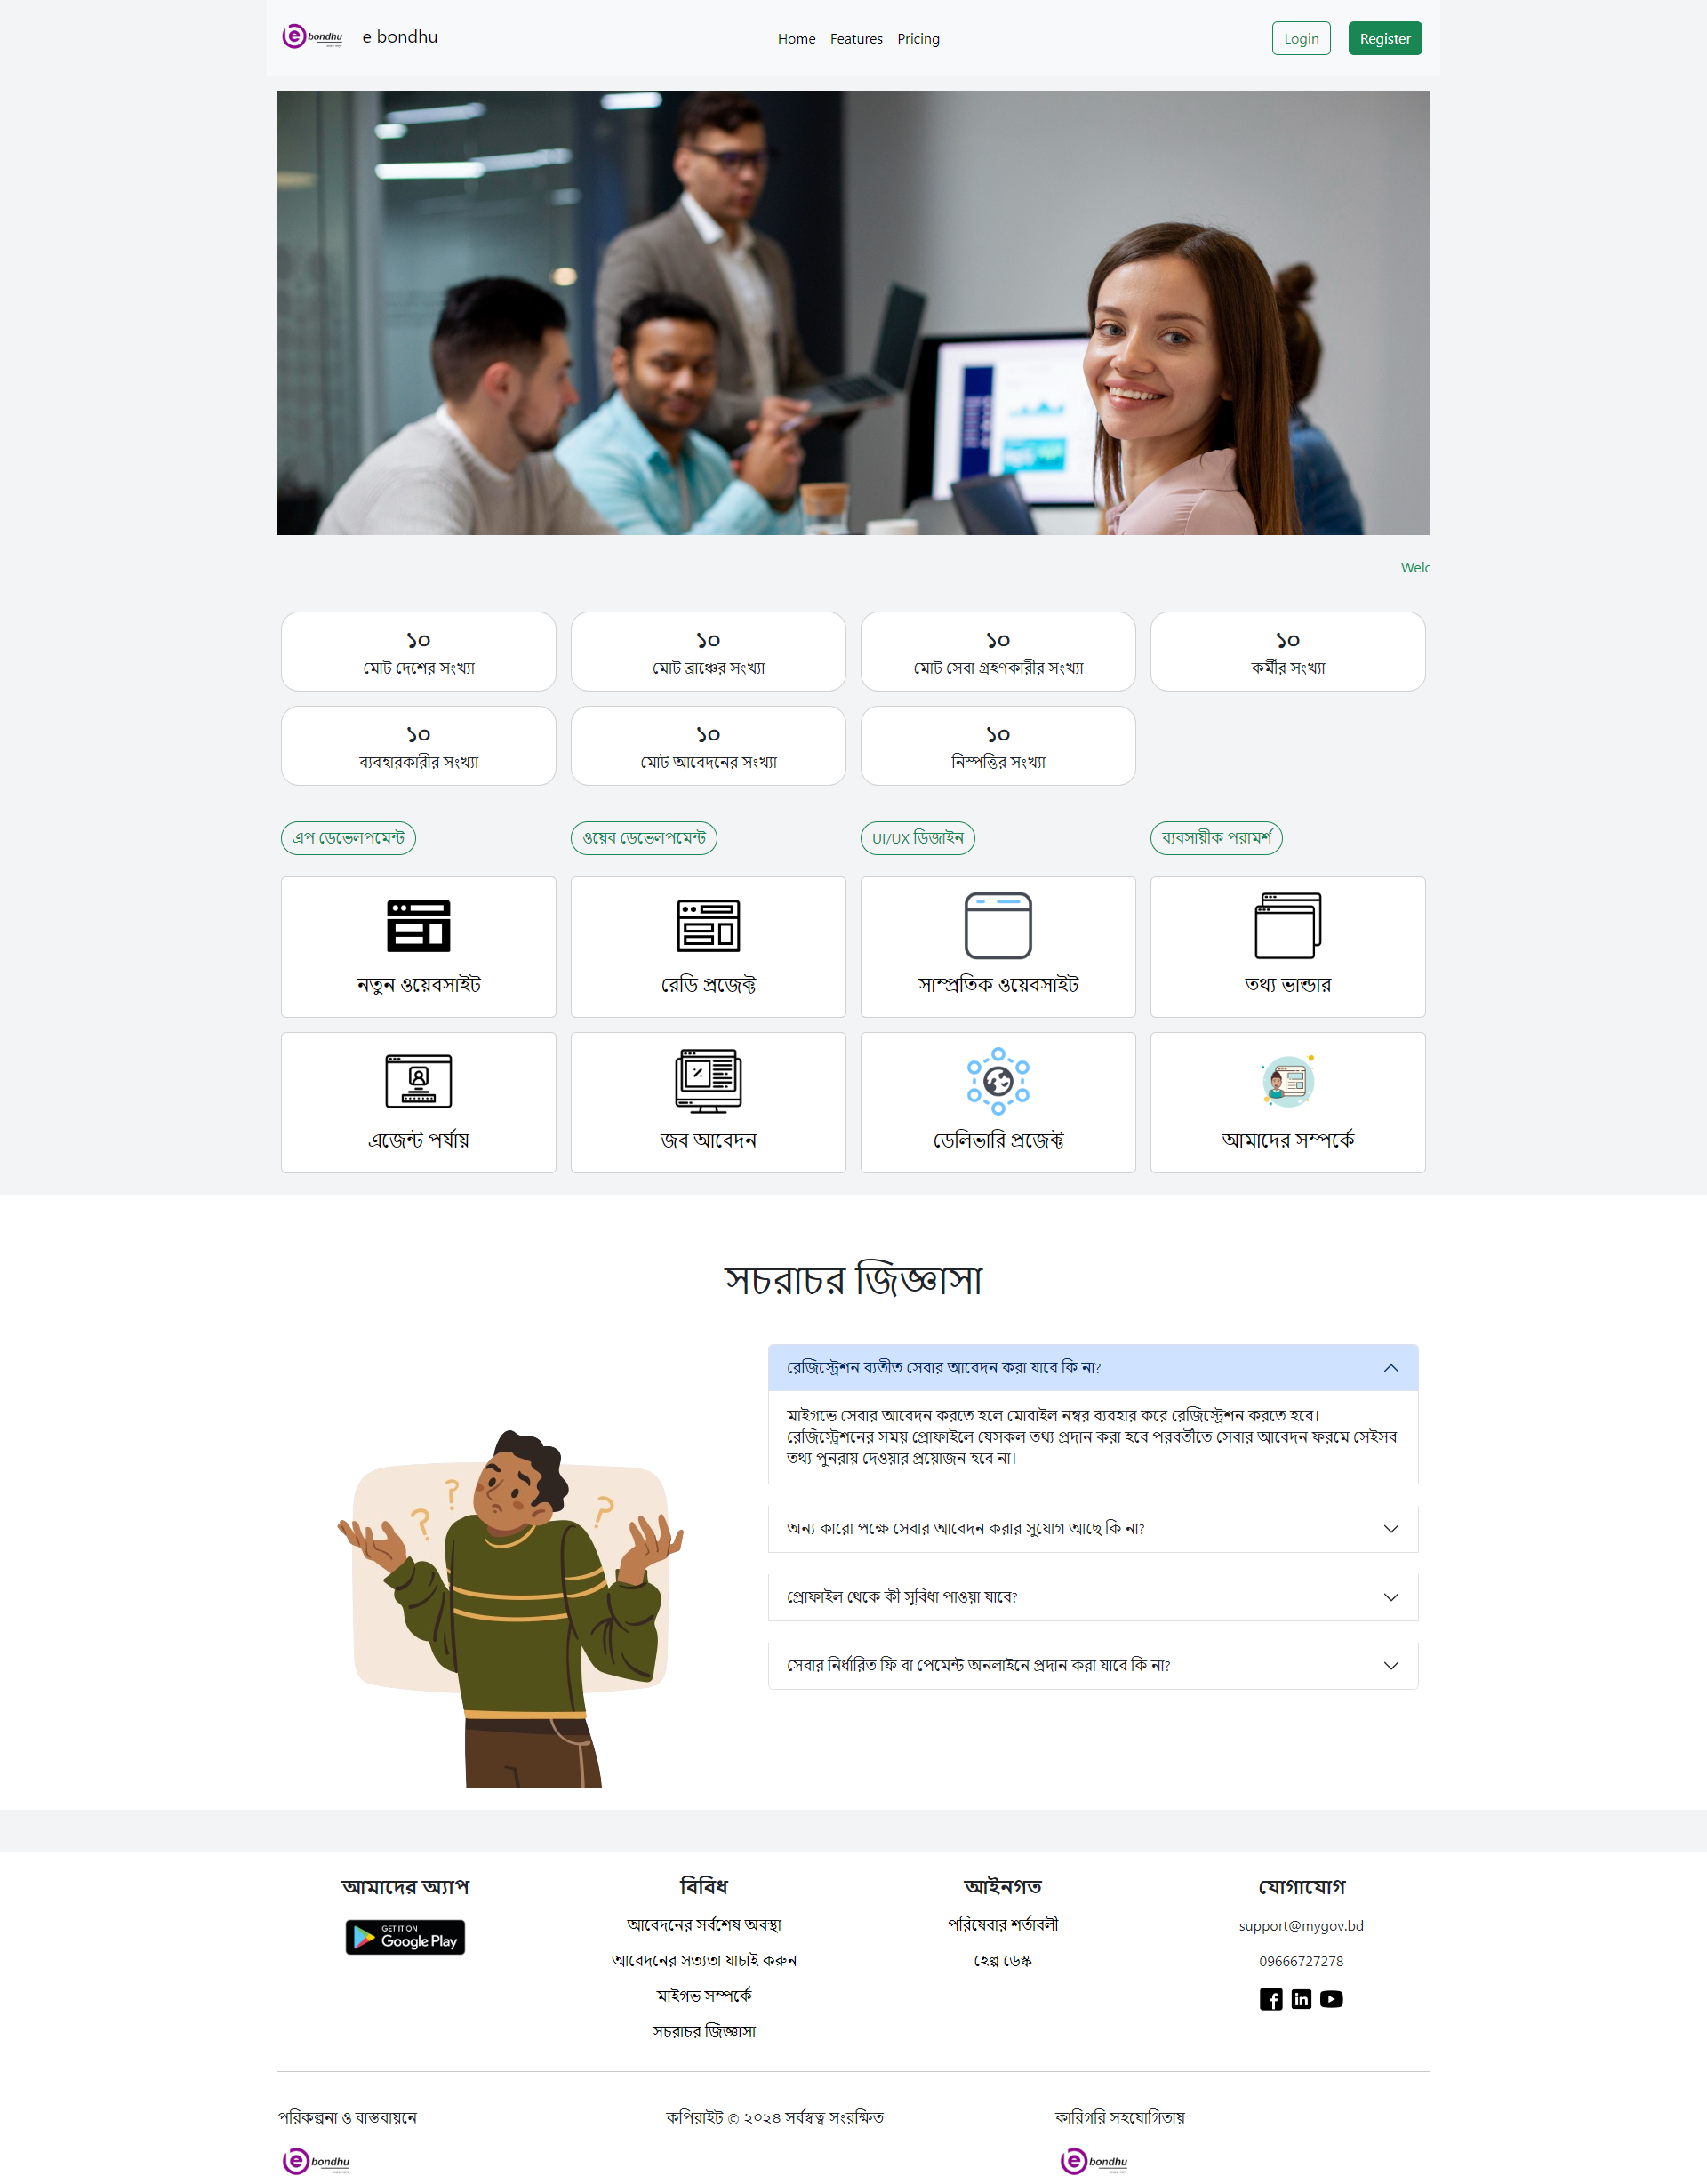 e bondhu
e bondhu
Home Features Pricing
Login
Register
Welc
১০
মোট দেশের সংখ্যা
১০
মোট ব্রাঞ্চের সংখ্যা
১০
মোট সেবা গ্রহণকারীর সংখ্যা
১০
কর্মীর সংখ্যা
১০
ব্যবহারকারীর সংখ্যা
১০
মোট আবেদনের সংখ্যা
১০
নিস্পত্তির সংখ্যা
এপ ডেভেলপমেন্ট
ওয়েব ডেভেলপমেন্ট
UI/UX ডিজাইন
ব্যবসায়ীক পরামর্শ
নতুন ওয়েবসাইট
রেডি প্রজেক্ট
সাম্প্রতিক ওয়েবসাইট
তথ্য ভান্ডার
এজেন্ট পর্যায়
জব আবেদন
ডেলিভারি প্রজেক্ট
আমাদের সম্পর্কে
সচরাচর জিজ্ঞাসা
রেজিস্ট্রেশন ব্যতীত সেবার আবেদন করা যাবে কি না?
মাইগভে সেবার আবেদন করতে হলে মোবাইল নম্বর ব্যবহার করে রেজিস্ট্রেশন করতে হবে।
রেজিস্ট্রেশনের সময় প্রোফাইলে যেসকল তথ্য প্রদান করা হবে পরবর্তীতে সেবার আবেদন ফরমে সেইসব
তথ্য পুনরায় দেওয়ার প্রয়োজন হবে না।
অন্য কারো পক্ষে সেবার আবেদন করার সুযোগ আছে কি না?
প্রোফাইল থেকে কী সুবিধা পাওয়া যাবে?
সেবার নির্ধারিত ফি বা পেমেন্ট অনলাইনে প্রদান করা যাবে কি না?
আমাদের অ্যাপ
GET IT ON
Google Play
বিবিধ
আবেদনের সর্বশেষ অবস্থা
আবেদনের সত্যতা যাচাই করুন
মাইগভ সম্পর্কে
সচরাচর জিজ্ঞাসা
আইনগত
পরিষেবার শর্তাবলী
হেল্প ডেস্ক
যোগাযোগ
support@mygov.bd
09666727278
পরিকল্পনা ও বাস্তবায়নে
e bondhu
কপিরাইট © ২০২৪ সর্বস্বত্ব সংরক্ষিত
কারিগরি সহযোগিতায়
e bondhu